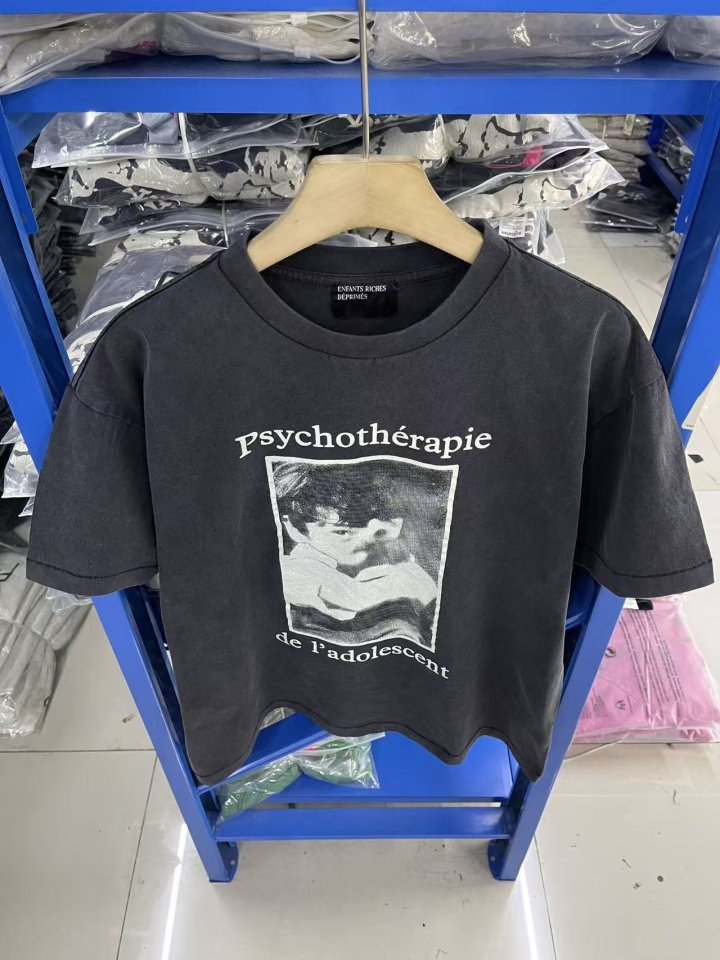 ENFANTS RICHES
DÉPRIMÉS
Psychothérapie
de l'adolescent